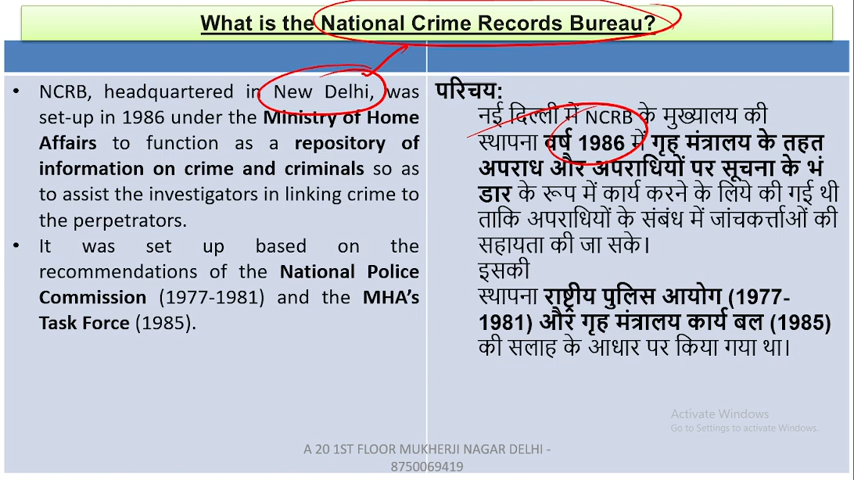 What is the National Crime Records Bureau?
• NCRB, headquartered in New Delhi, was
set-up in 1986 under the Ministry of Home
Affairs to function as a repository of
information on crime and criminals so as
to assist the investigators in linking crime to
the perpetrators.
• It was set up based on the
recommendations of the National Police
Commission (1977-1981) and the MHA's
Task Force (1985).
परिचय:
नई दिल्ली में NCRB के मुख्यालय की
स्थापना वर्ष 1986 में गृह मंत्रालय के तहत
अपराध और अपराधियों पर सूचना के भं
डार के रूप में कार्य करने के लिये की गई थी
ताकि अपराधियों के संबंध में जांचकर्त्ताओं की
सहायता की जा सके।
इसकी
स्थापना राष्ट्रीय पुलिस आयोग (1977-
1981) और गृह मंत्रालय कार्य बल (1985)
की सलाह के आधार पर किया गया था।
Activate Windows
Go to Settings to activate Windows.
A 20 1ST FLOOR MUKHERJI NAGAR DELHI -
8750069419